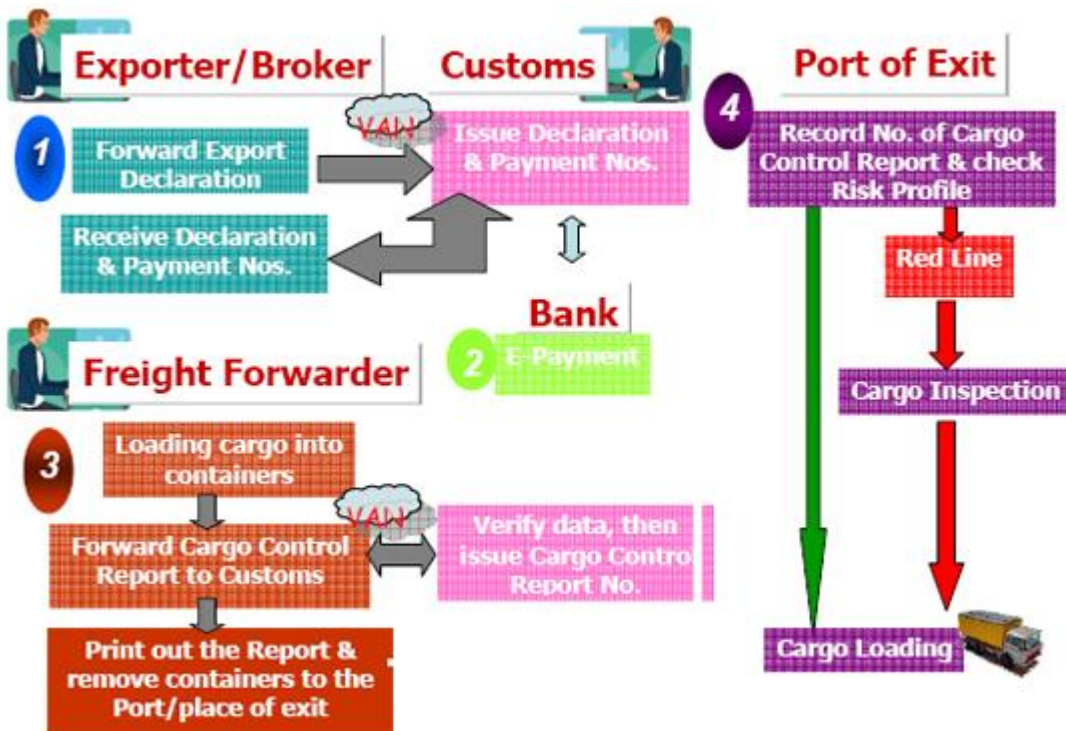 Exporter/Broker
Customs
1
VAN
Forward Export
Declaration
Issue Declaration
& Payment Nos.
Receive Declaration
& Payment Nos.
Bank
2
E-Payment
Freight Forwarder
3
Loading cargo into
containers
VAN
Forward Cargo Control
Report to Customs
Verify data, then
issue Cargo Contro
Report No.
Print out the Report &
remove containers to the
Port/place of exit
Port of Exit
4
Record No. of Cargo
Control Report & check
Risk Profile
Red Line
Cargo Inspection
Cargo Loading